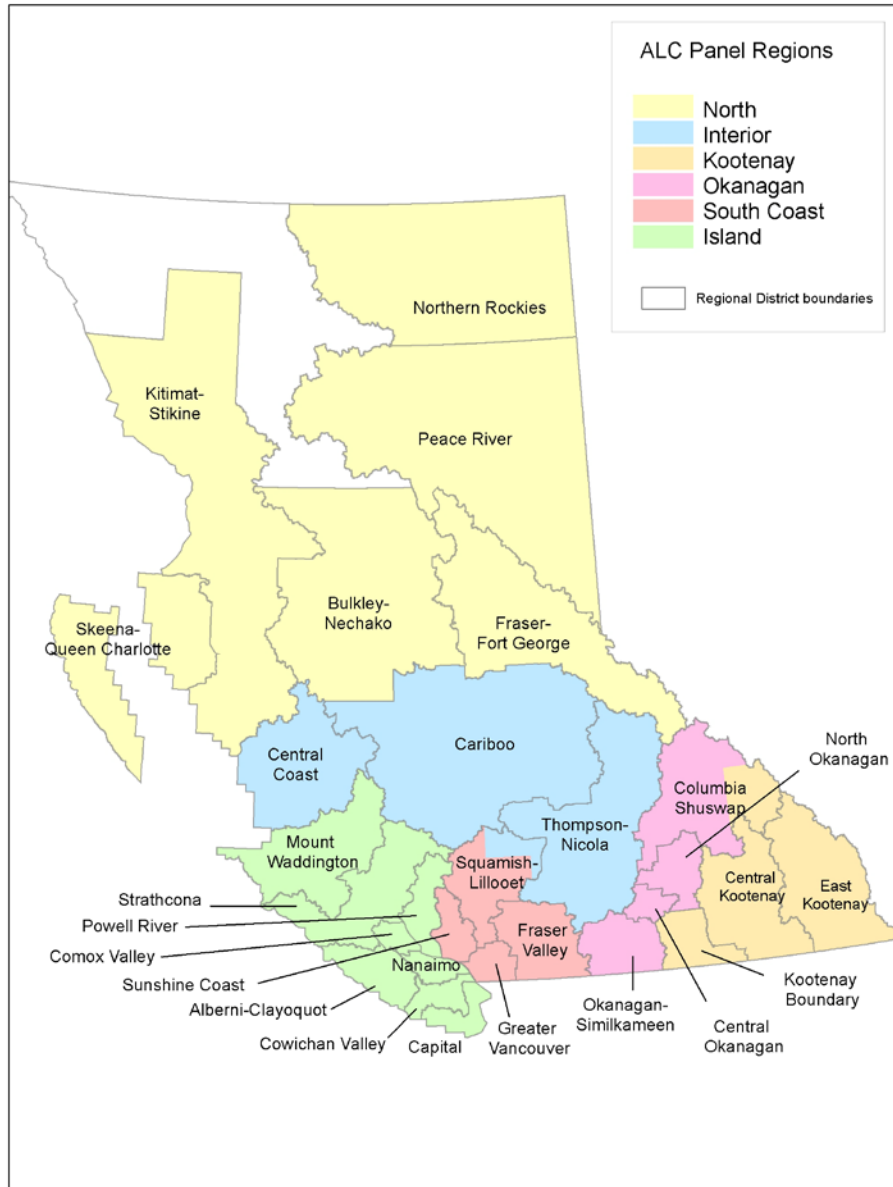 ALC Panel Regions
North
Interior
Kootenay
Okanagan
South Coast
Island
Regional District boundaries
Northern Rockies
Kitimat-
Stikine
Peace River
Bulkley-
Nechako
Fraser-
Fort George
Skeena-
Queen Charlotte
Central
Coast
Cariboo
North
Okanagan
Columbia
Shuswap
Thompson-
Nicola
Mount
Waddington
Squamish-
Lillooet
Central
Kootenay
East
Kootenay
Strathcona
Powell River
Comox Valley
Sunshine Coast
Alberni-Clayoquot
Cowichan Valley
Nanaimo
Capital
Fraser
Valley
Greater
Vancouver
Okanagan-
Similkameen
Central
Okanagan
Kootenay
Boundary